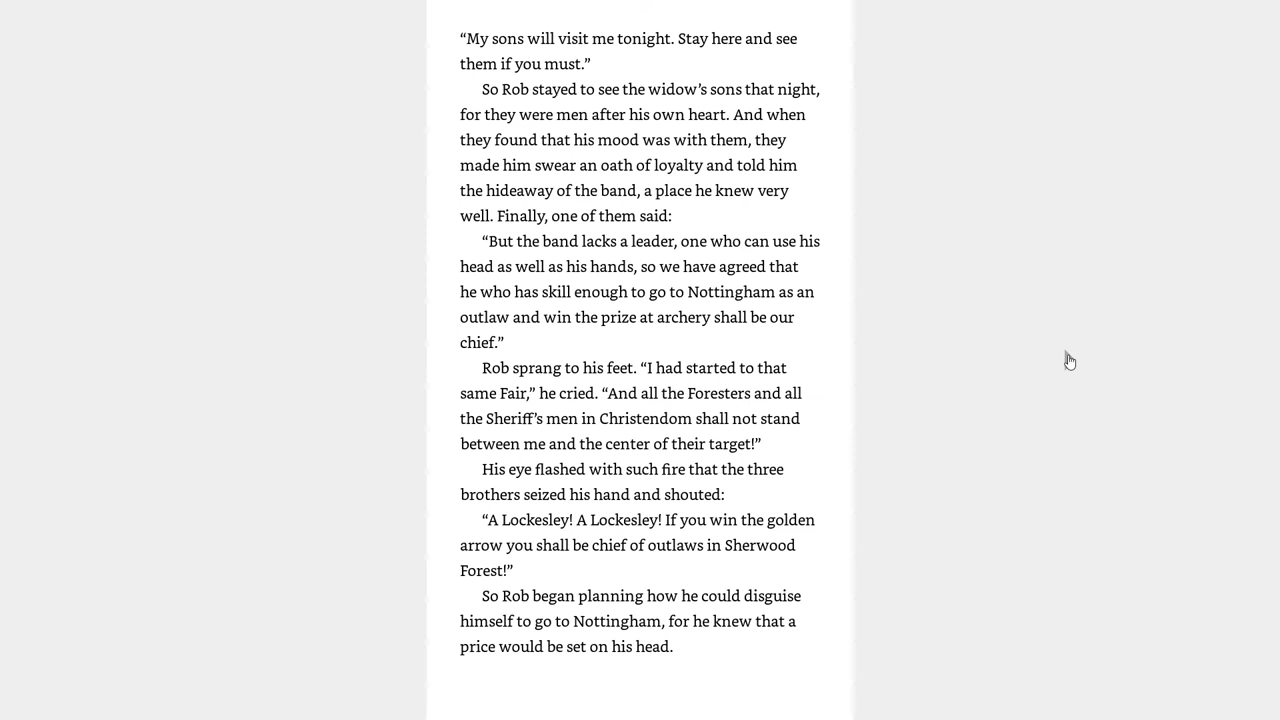 “My sons will visit me tonight. Stay here and see
them if you must.”
So Rob stayed to see the widow’s sons that night,
for they were men after his own heart. And when
they found that his mood was with them, they
made him swear an oath of loyalty and told him
the hideaway of the band, a place he knew very
well. Finally, one of them said:
“But the band lacks a leader, one who can use his
head as well as his hands, so we have agreed that
he who has skill enough to go to Nottingham as an
outlaw and win the prize at archery shall be our
chief.”
Rob sprang to his feet. “I had started to that
same Fair,” he cried. “And all the Foresters and all
the Sheriff’s men in Christendom shall not stand
between me and the center of their target!”
His eye flashed with such fire that the three
brothers seized his hand and shouted:
“A Lockesley! A Lockesley! If you win the golden
arrow you shall be chief of outlaws in Sherwood
Forest!”
So Rob began planning how he could disguise
himself to go to Nottingham, for he knew that a
price would be set on his head.